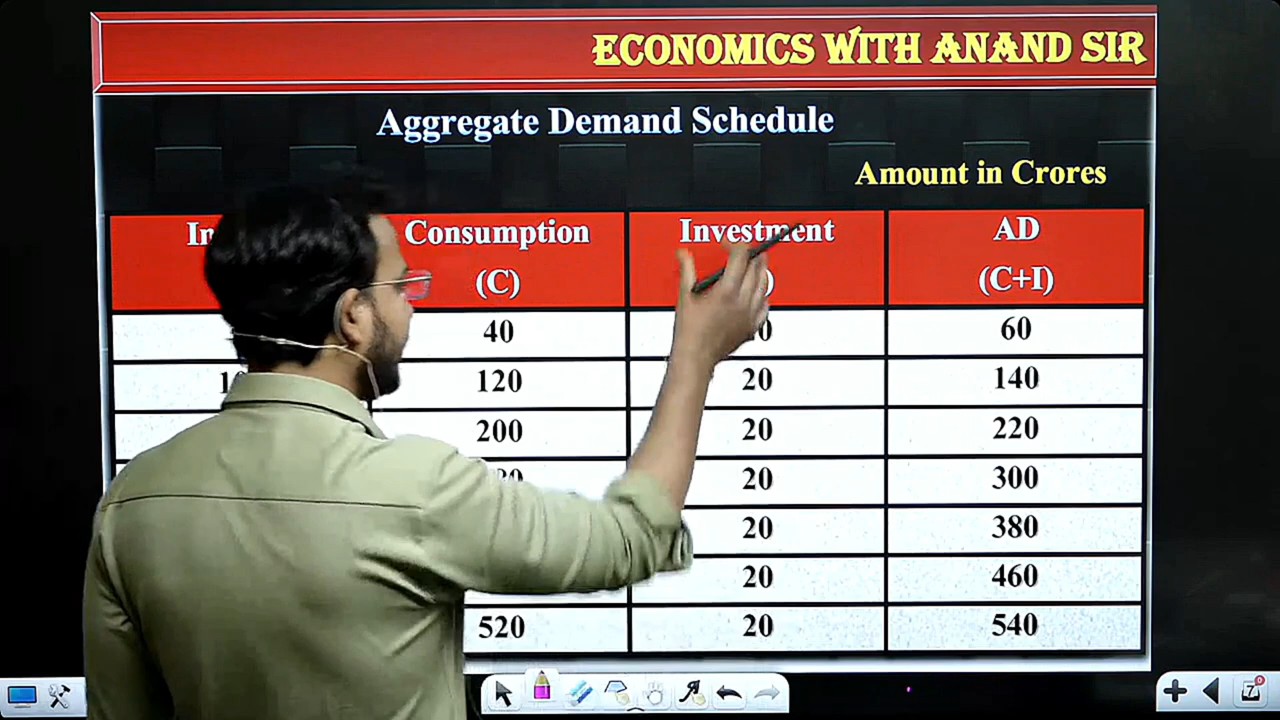 ECONOMICS WITH ANAND SIR
Aggregate Demand Schedule
Amount in Crores
Consumption Investment AD
(C) (C+I)
40 60
120 20 140
200 20 220
20 300
20 380
20 460
520 20 540